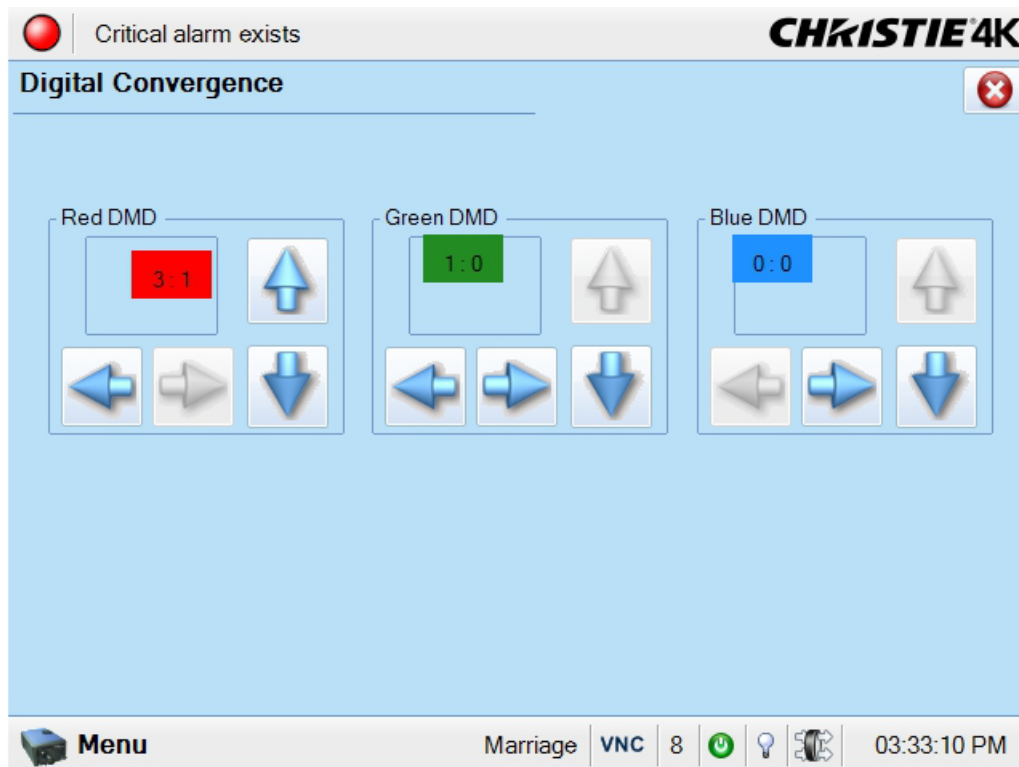 Critical alarm exists
CHRISTIE 4K
Digital Convergence
Red DMD
Green DMD
Blue DMD
3 : 1
1 : 0
0 : 0
Menu
Marriage
VNC
8
03:33:10 PM